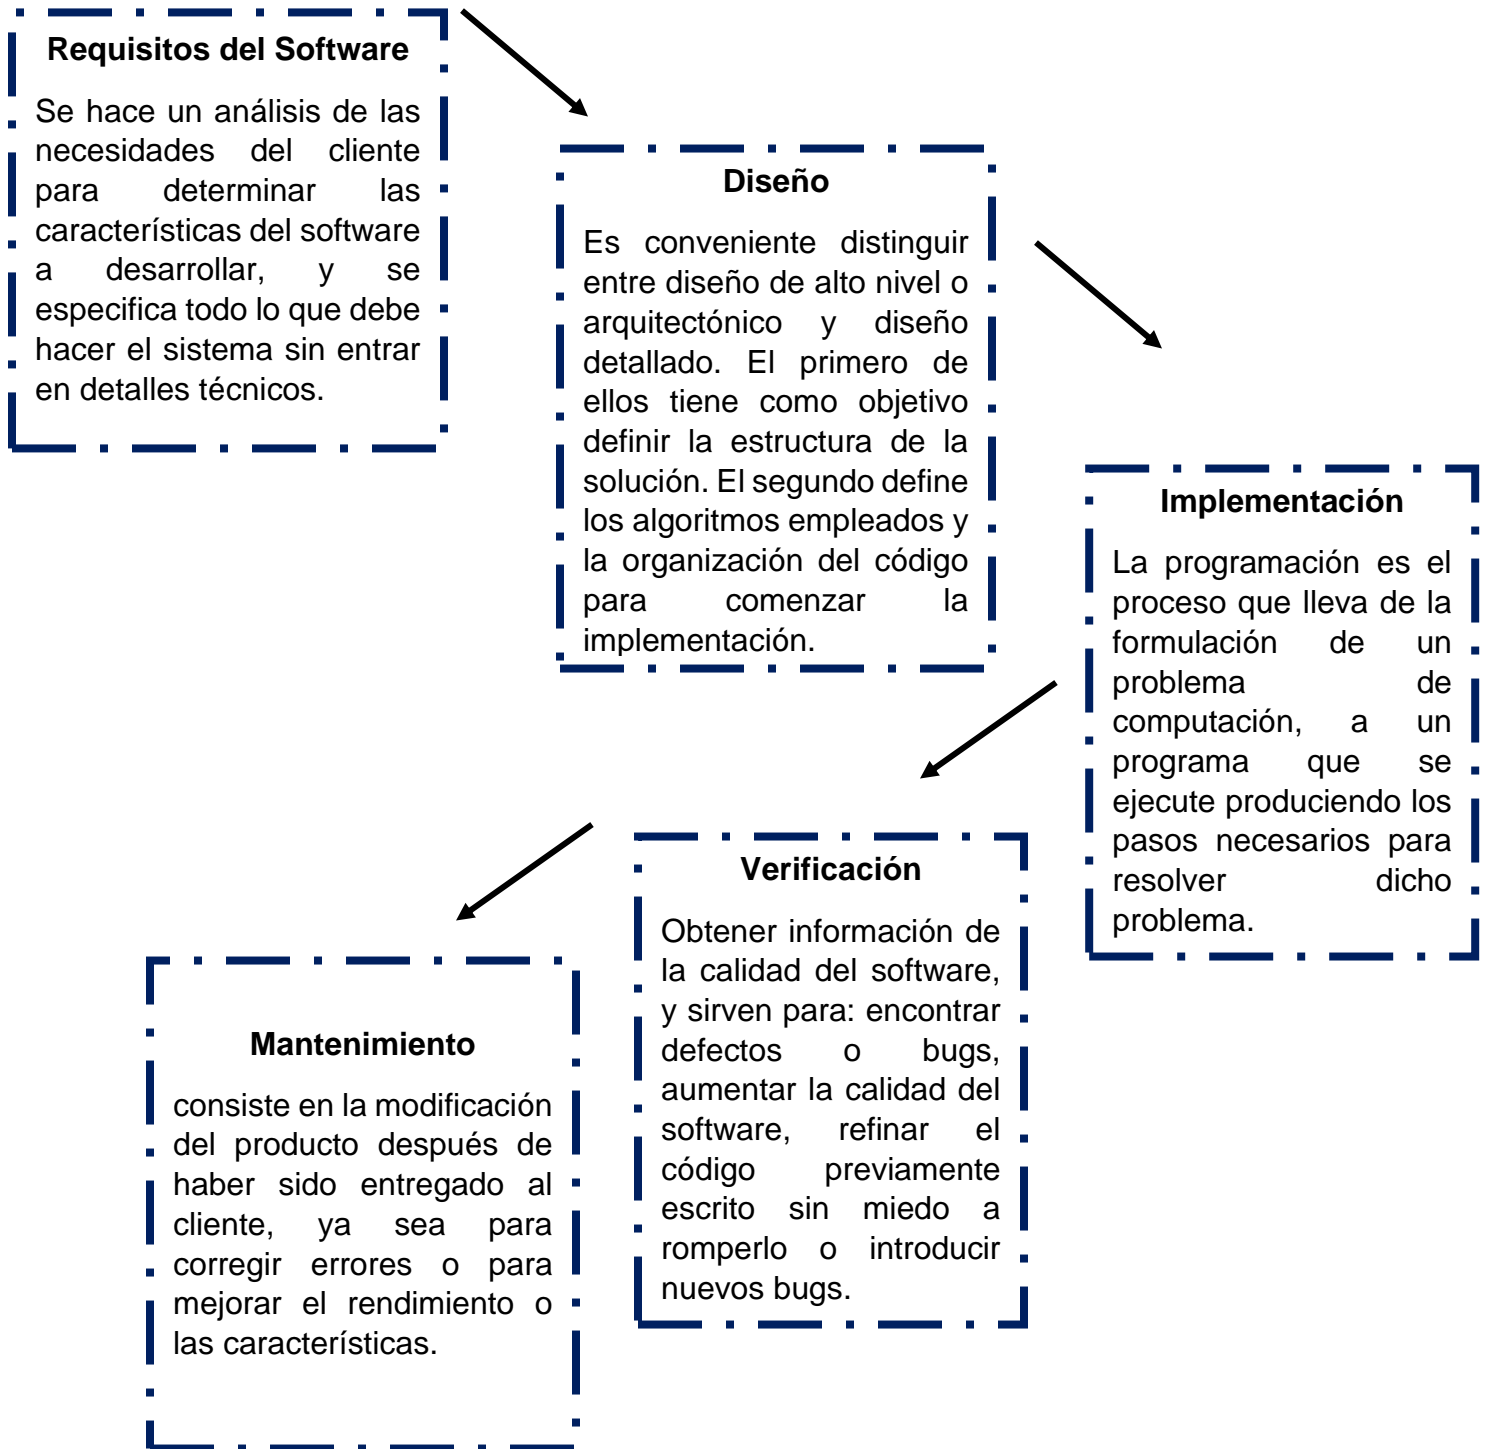 Requisitos del Software
Se hace un análisis de las
necesidades del cliente
para determinar las
características del software
a desarrollar, y se
especifica todo lo que debe
hacer el sistema sin entrar
en detalles técnicos.
Diseño
Es conveniente distinguir
entre diseño de alto nivel o
arquitectónico y diseño
detallado. El primero de
ellos tiene como objetivo
definir la estructura de la
solución. El segundo define
los algoritmos empleados y
la organización del código
para comenzar la
implementación.
Implementación
La programación es el
proceso que lleva de la
formulación de un
problema de
computación, a un
programa que se
ejecute produciendo los
pasos necesarios para
resolver dicho
problema.
Verificación
Obtener información de
la calidad del software,
y sirven para: encontrar
defectos o bugs,
aumentar la calidad del
software, refinar el
código previamente
escrito sin miedo a
romperlo o introducir
nuevos bugs.
Mantenimiento
consiste en la modificación
del producto después de
haber sido entregado al
cliente, ya sea para
corregir errores o para
mejorar el rendimiento o
las características.